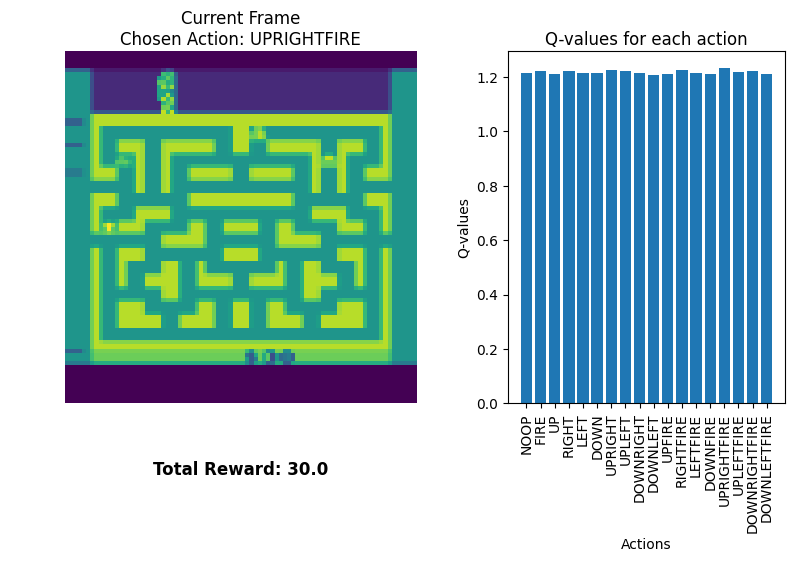 Current Frame
Chosen Action: UPRIGHTFIRE
Total Reward: 30.0
Q-values for each action
Q-values
1.2
1.0
0.8
0.6
0.4
0.2
0.0
NOOP
FIRE
UP
RIGHT
LEFT
DOWN
UPRIGHT
UPLEFT
DOWNRIGHT
DOWNLEFT
UPFIRE
RIGHTFIRE
LEFTFIRE
DOWNFIRE
UPRIGHTFIRE
UPLEFTFIRE
DOWNRIGHTFIRE
DOWNLEFTFIRE
Actions